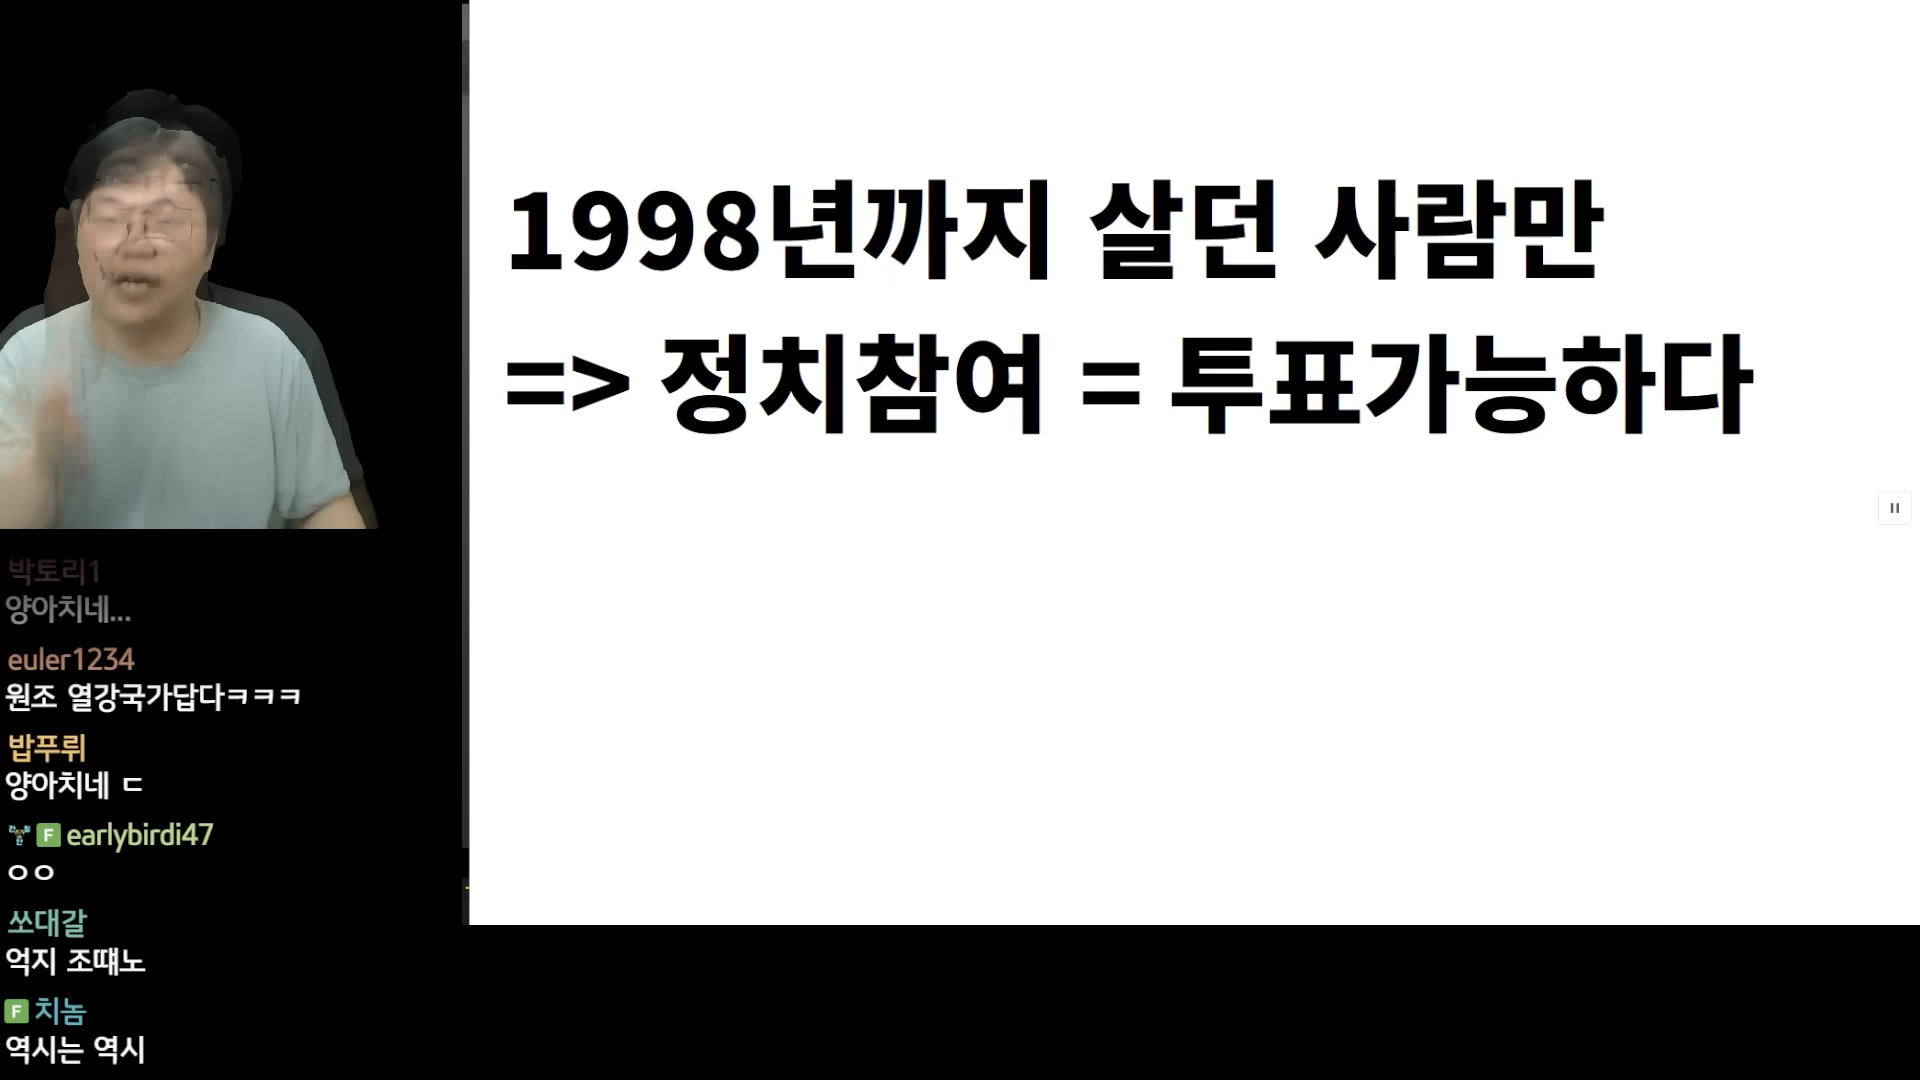 1998년까지 살던 사람만
=> 정치참여 = 투표가능하다
박토리1
양아치네...
euler1234
원조 열강국가답다ㅋㅋㅋ
밥푸뤼
양아치네 ㄷ
F earlybirdi47
ㅇㅇ
쏘대갈
억지 조떄노
F 치놈
역시는 역시